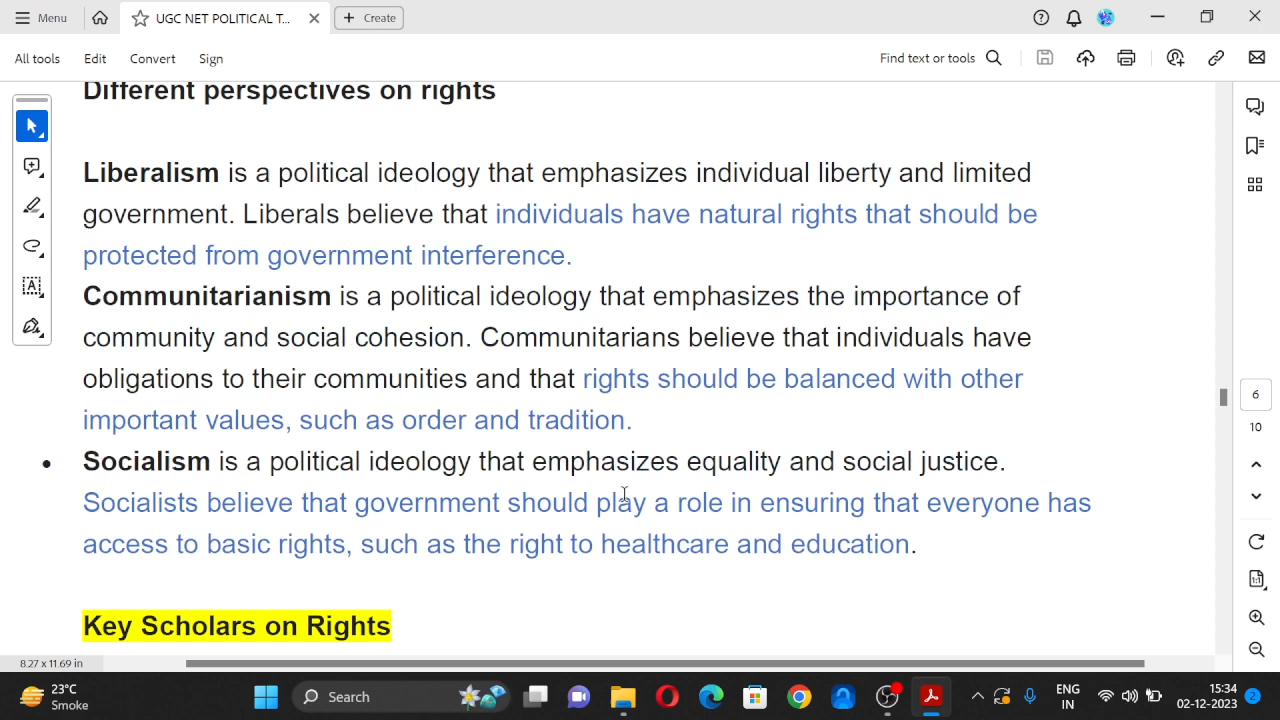 Menu
UGC NET POLITICAL T...
Create
All tools
Edit
Convert
Sign
Find text or tools
Different perspectives on rights
Liberalism is a political ideology that emphasizes individual liberty and limited
government. Liberals believe that individuals have natural rights that should be
protected from government interference.
Communitarianism is a political ideology that emphasizes the importance of
community and social cohesion. Communitarians believe that individuals have
obligations to their communities and that rights should be balanced with other
important values, such as order and tradition.
• Socialism is a political ideology that emphasizes equality and social justice.
Socialists believe that government should play a role in ensuring that everyone has
access to basic rights, such as the right to healthcare and education.
Key Scholars on Rights
6
10
1:1
8.27 x 11.69 in
23°C
Smoke
Search
ENG
IN
15:34
02-12-2023
2